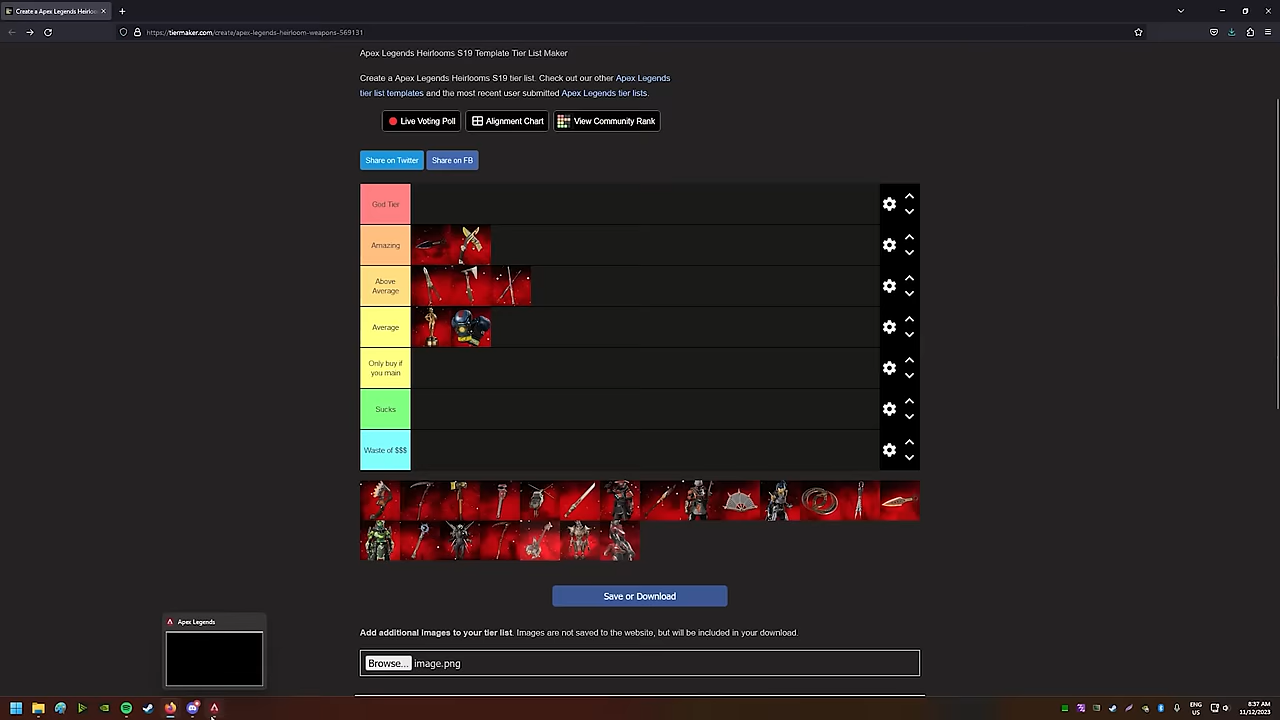 Create a Apex Legends Heirloo
https://tiermaker.com/create/apex-legends-heirloom-weapons-569131
Apex Legends Heirlooms S19 Template Tier List Maker
Create a Apex Legends Heirlooms S19 tier list. Check out our other Apex Legends
tier list templates and the most recent user submitted Apex Legends tier lists.
Live Voting Poll
Alignment Chart
View Community Rank
Share on Twitter
Share on FB
God Tier
Amazing
Above
Average
Average
Only buy if
you main
Sucks
Waste of $$$
Save or Download
Add additional images to your tier list. Images are not saved to the website, but will be included in your download.
Browse... image.png
Apex Legends
ENG
US
8:37 AM
11/12/2023